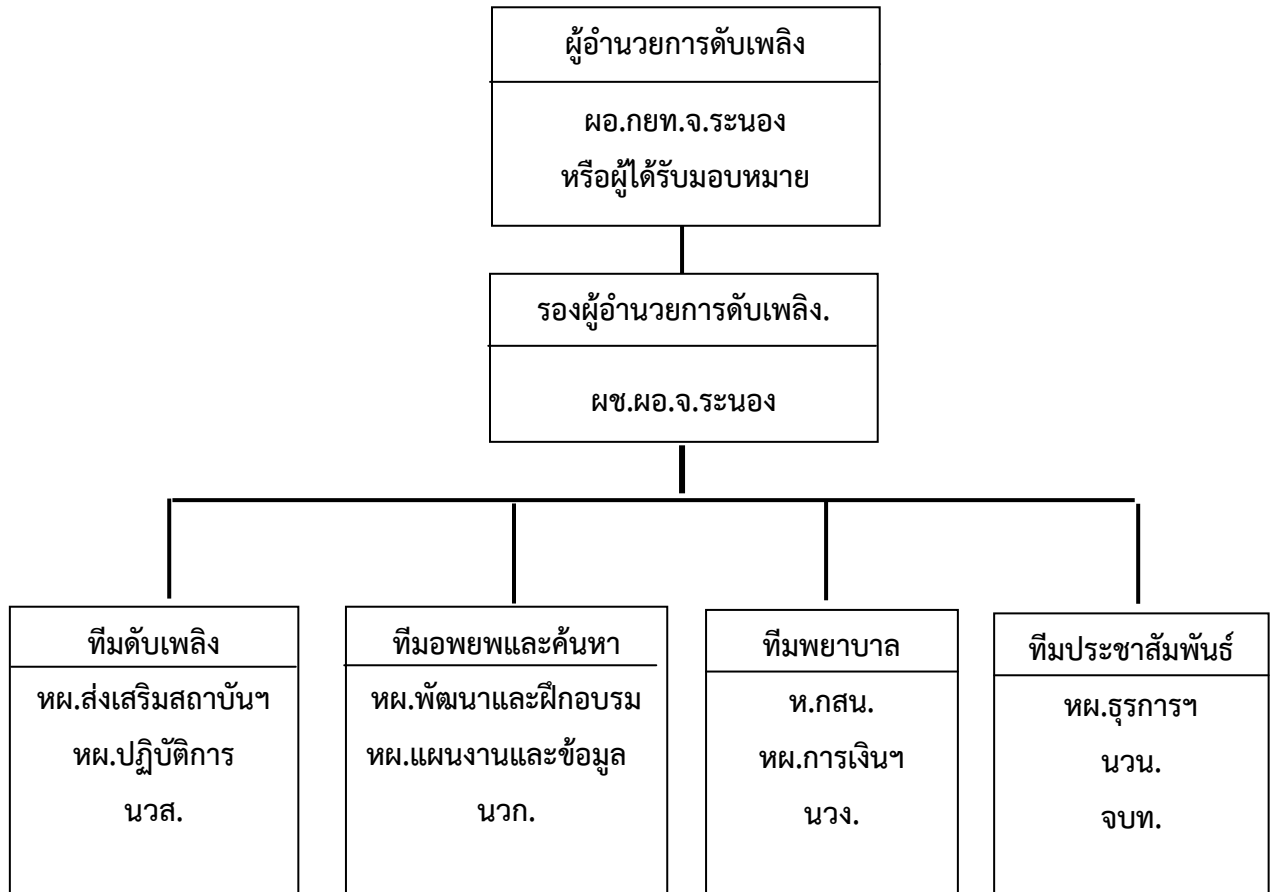 ผู้อำนวยการดับเพลิง
ผอ.กยท.จ.ระนอง
หรือผู้ได้รับมอบหมาย
รองผู้อำนวยการดับเพลิง.
ผช.ผอ.จ.ระนอง
ทีมดับเพลิง
หผ.ส่งเสริมสถาบันฯ
หผ.ปฏิบัติการ
นวส.
ทีมอพยพและค้นหา
หผ.พัฒนาและฝึกอบรม
หผ.แผนงานและข้อมูล
นวก.
ทีมพยาบาล
ห.กสน.
หผ.การเงินฯ
นวง.
ทีมประชาสัมพันธ์
หผ.ธุรการฯ
นวน.
จบท.